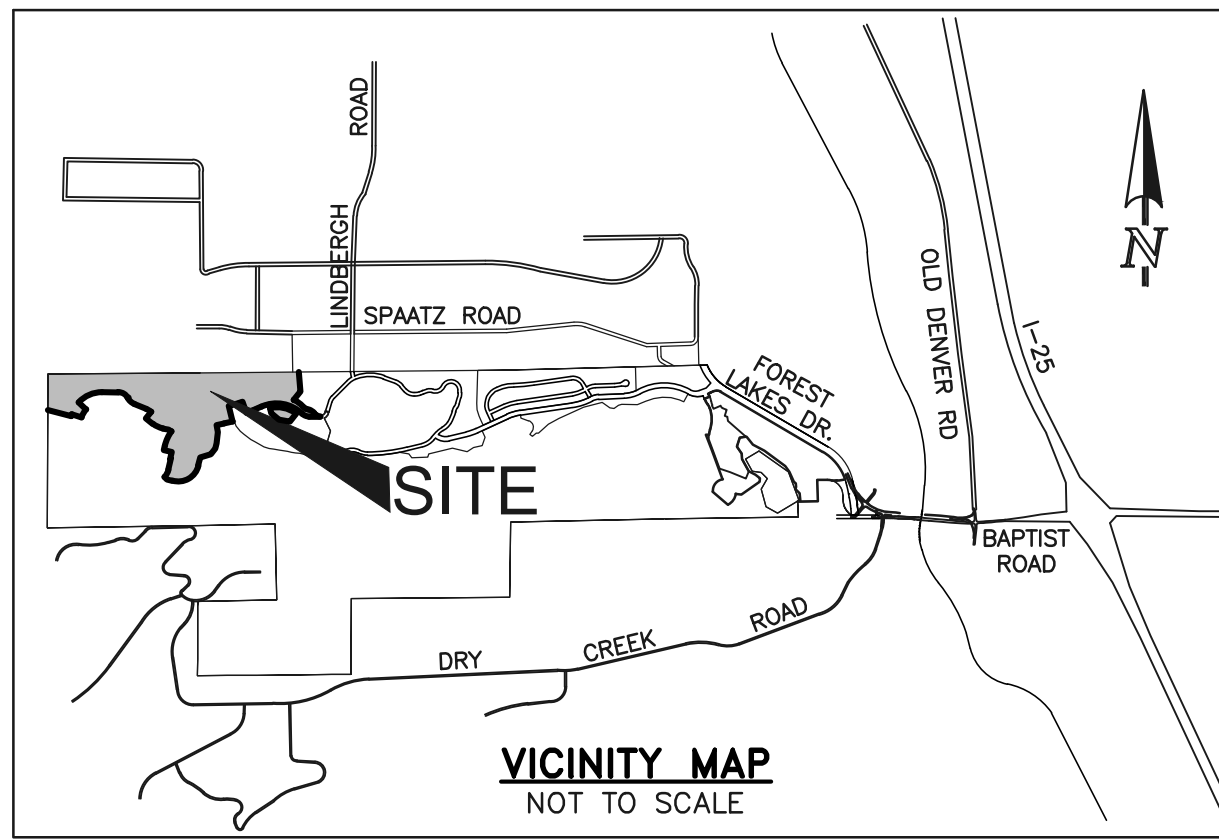 LINDBERGH ROAD
SPAATZ ROAD
FOREST
LAKES DR.
OLD DENVER RD
I-25
N
SITE
BAPTIST
ROAD
DRY CREEK ROAD
VICINITY MAP
NOT TO SCALE